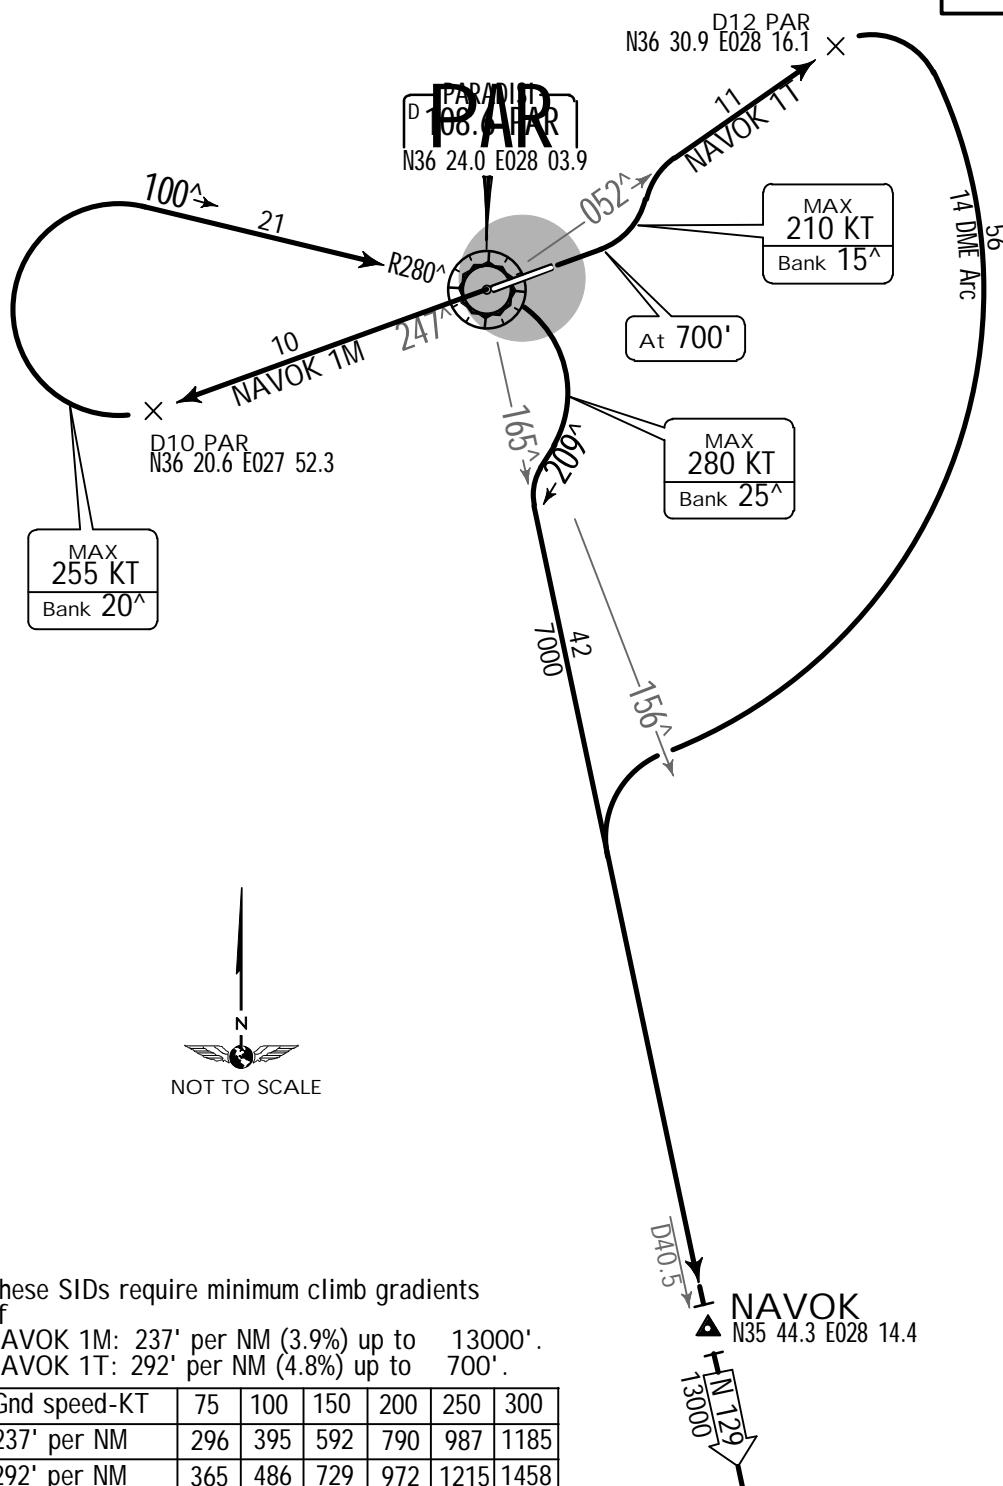 D12 PAR
N36 30.9 E028 16.1
PARADISI
D 108.6 PAR
PAR
N36 24.0 E028 03.9
11
NAVOK 1T
052^
100^
21
R280^
MAX
210 KT
Bank 15^
14 DME Arc
56
At 700'
247^
10
NAVOK 1M
D10 PAR
N36 20.6 E027 52.3
165^
209^
MAX
280 KT
Bank 25^
MAX
255 KT
Bank 20^
42
7000
156^
N
NOT TO SCALE
D40.5
NAVOK
N35 44.3 E028 14.4
N 129
13000
hese SIDs require minimum climb gradients
f
AVOK 1M: 237' per NM (3.9%) up to 13000'.
AVOK 1T: 292' per NM (4.8%) up to 700'.
Gnd speed-KT 75 100 150 200 250 300
237' per NM 296 395 592 790 987 1185
292' per NM 365 486 729 972 1215 1458